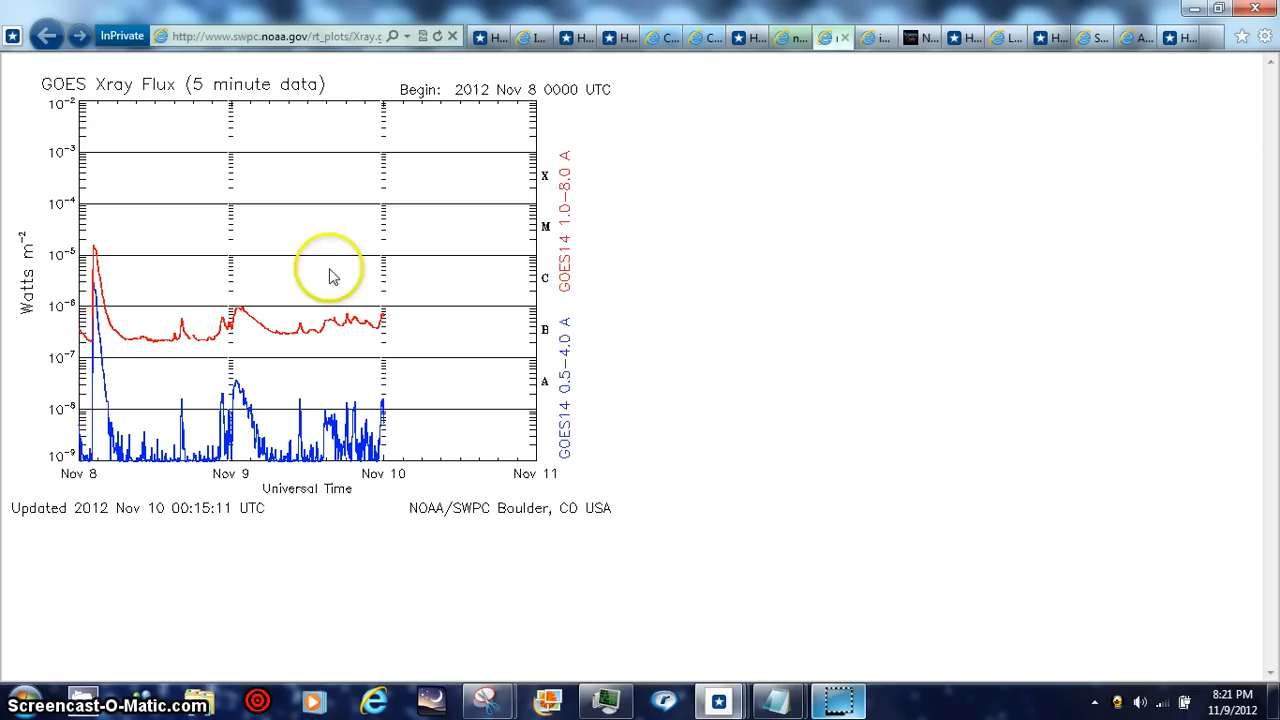 InPrivate
http://www.swpc.noaa.gov/rt_plots/Xray.g
H...
I...
H...
H...
C...
C...
H...
n...
i...
N...
H...
L...
H...
S...
A...
H...
GOES Xray Flux (5 minute data)
Begin: 2012 Nov 8 0000 UTC
10-2
10-3
10-4
10-5
10-6
10-7
10-8
10-9
Watts m-2
X
M
C
B
A
GOES14 1.0-8.0 A
GOES14 0.5-4.0 A
Nov 8
Nov 9
Nov 10
Nov 11
Universal Time
Updated 2012 Nov 10 00:15:11 UTC
NOAA/SWPC Boulder, CO USA
Screencast-O-Matic.com
8:21 PM
11/9/2012